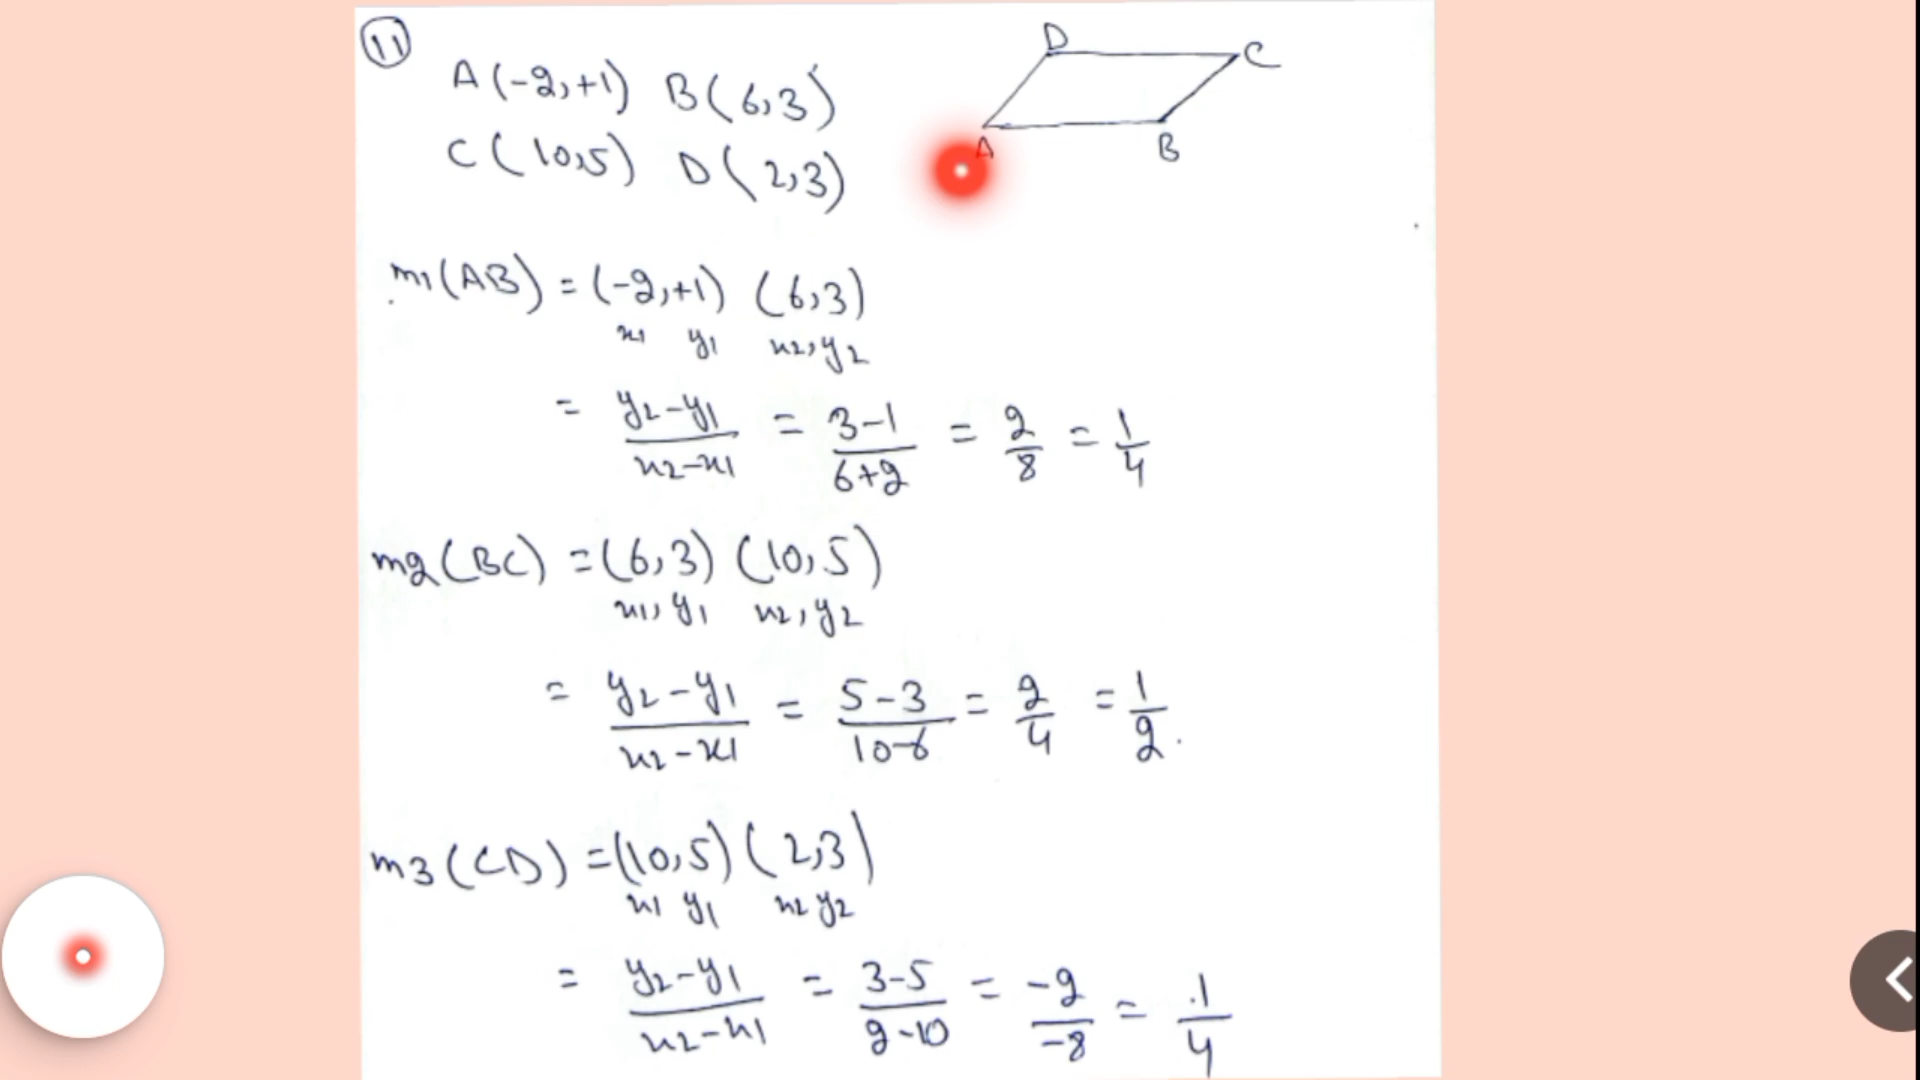 11
A(-2,+1) B(6,3)
C(10,5) D(2,3)
D C
A B
m1(AB) = (-2,+1) (6,3)
x1 y1 x2,y2
= y2-y1/x2-x1 = 3-1/6+2 = 2/8 = 1/4
m2(BC) = (6,3) (10,5)
x1,y1 x2,y2
= y2-y1/x2-x1 = 5-3/10-6 = 2/4 = 1/2.
m3(CD) = (10,5) (2,3)
x1 y1 x2 y2
= y2-y1/x2-x1 = 3-5/2-10 = -2/-8 = 1/4